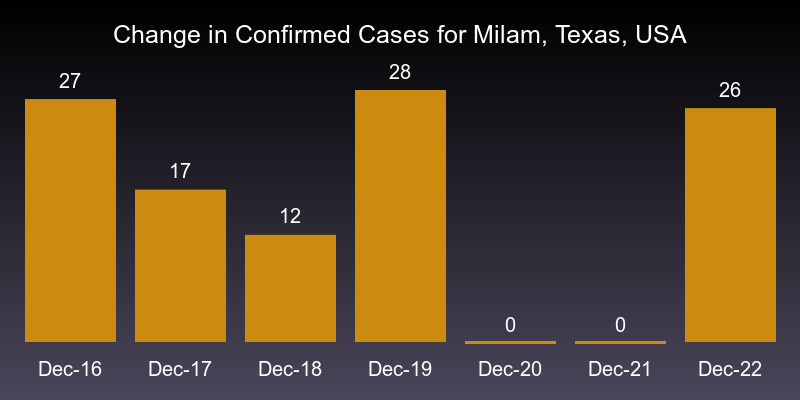 Change in Confirmed Cases for Milam, Texas, USA
27
17
12
28
0
0
26
Dec-16
Dec-17
Dec-18
Dec-19
Dec-20
Dec-21
Dec-22